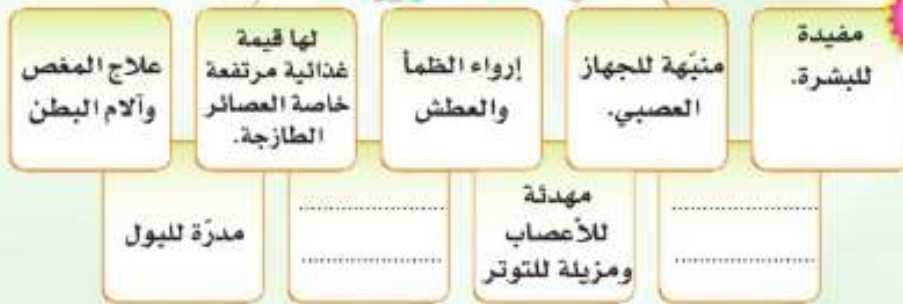 مفيدة
للبشرة.
منبّهة للجهاز
العصبي.
إرواء الظمأ
والعطش
لها قيمة
غذائية مرتفعة
خاصة العصائر
الطازجة.
علاج المغص
وآلام البطن
......................
......................
مهدئة
للأعصاب
ومزيلة للتوتر
......................
......................
مدرّة للبول